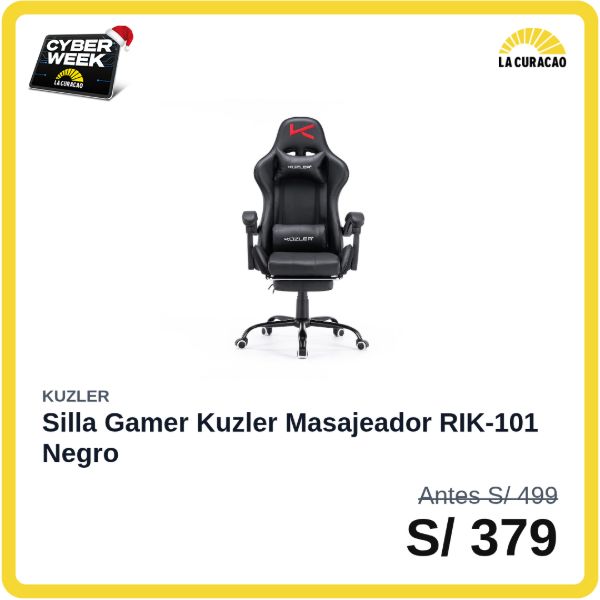 CYBER
WEEK
LA CURACAO
LA CURACAO
KUZLER
KUZLER
KUZLER
Silla Gamer Kuzler Masajeador RIK-101
Negro
Antes S/ 499
S/ 379